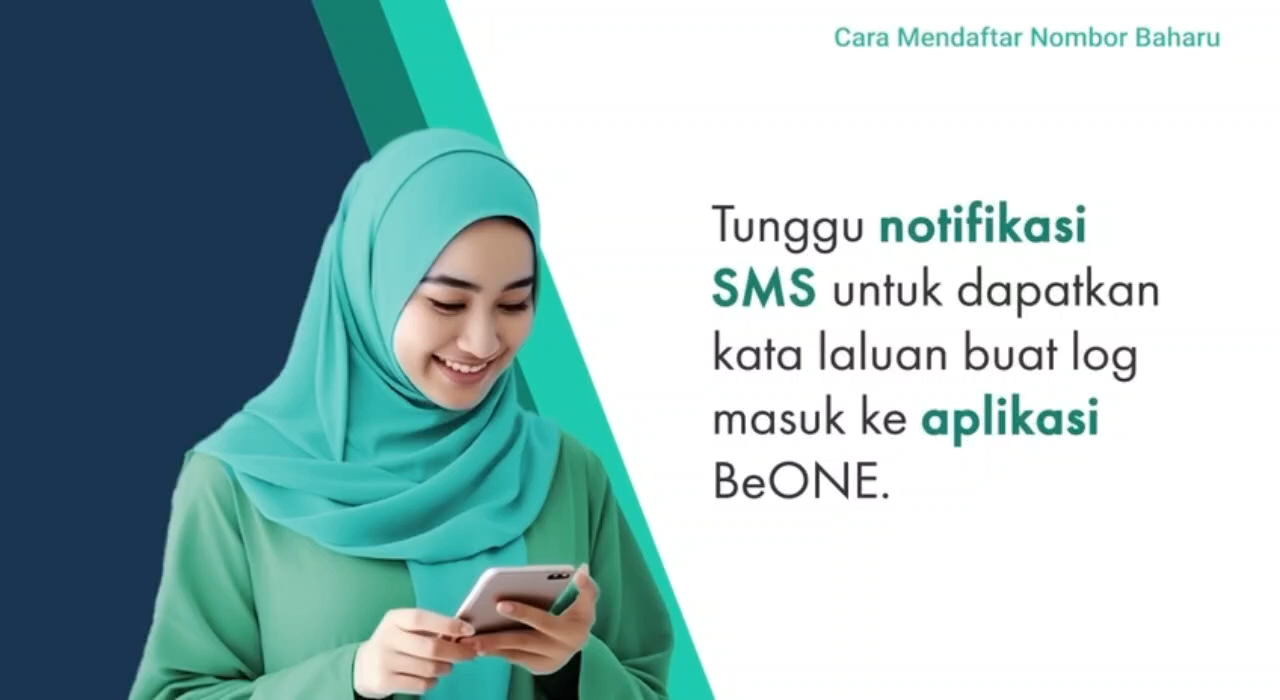 Cara Mendaftar Nombor Baharu
Tunggu notifikasi
SMS untuk dapatkan
kata laluan buat log
masuk ke aplikasi
BeONE.